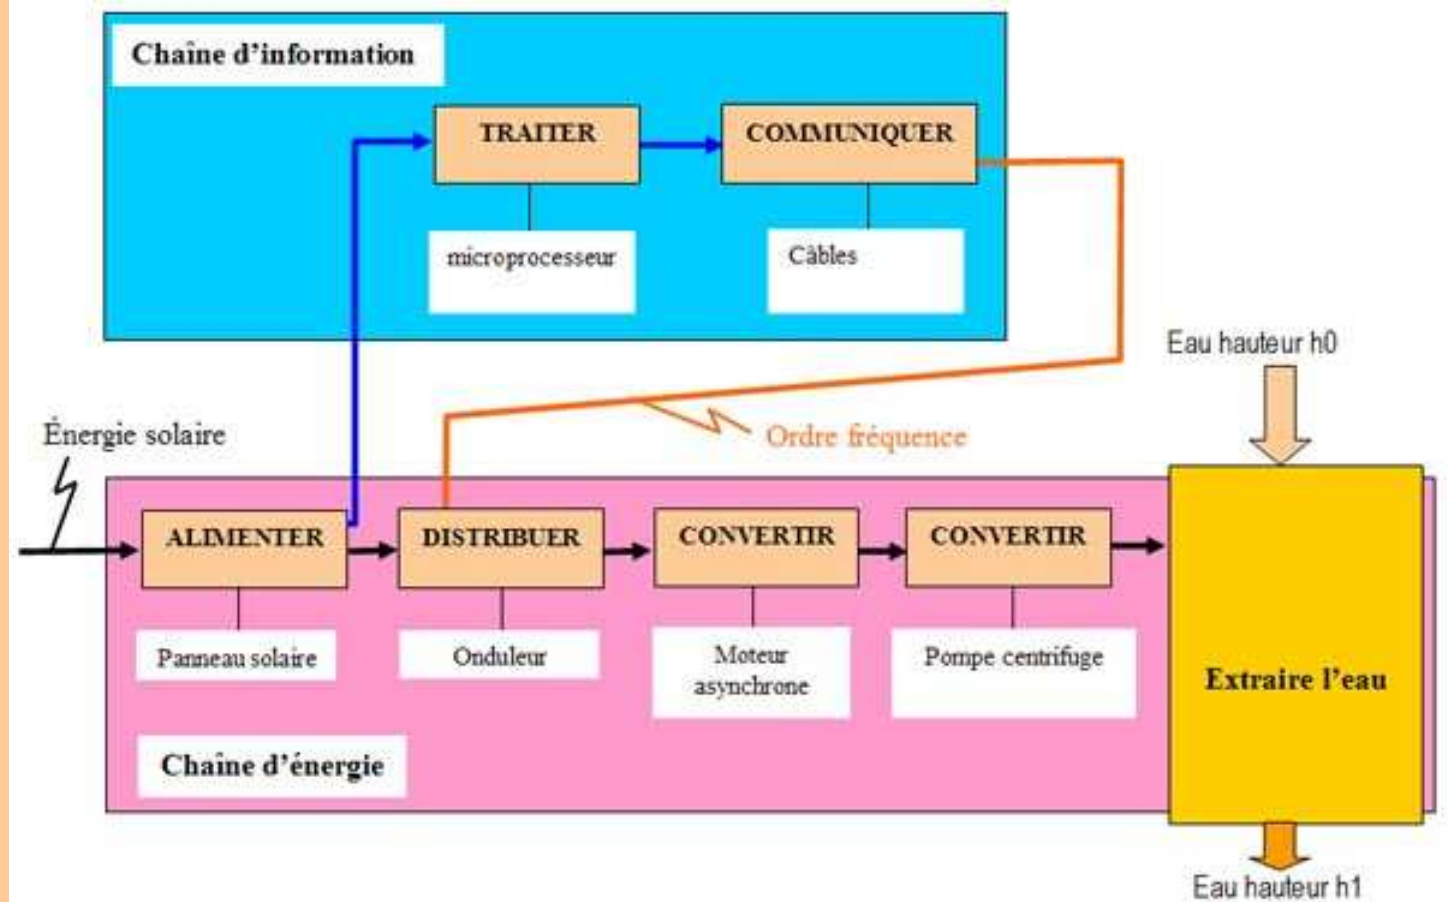 Chaîne d'information
TRAITER
COMMUNIQUER
microprocesseur
Câbles
Eau hauteur h0
Énergie solaire
Ordre fréquence
ALIMENTER
DISTRIBUER
CONVERTIR
CONVERTIR
Panneau solaire
Onduleur
Moteur
asynchrone
Pompe centrifuge
Extraire l'eau
Chaîne d'énergie
Eau hauteur h1